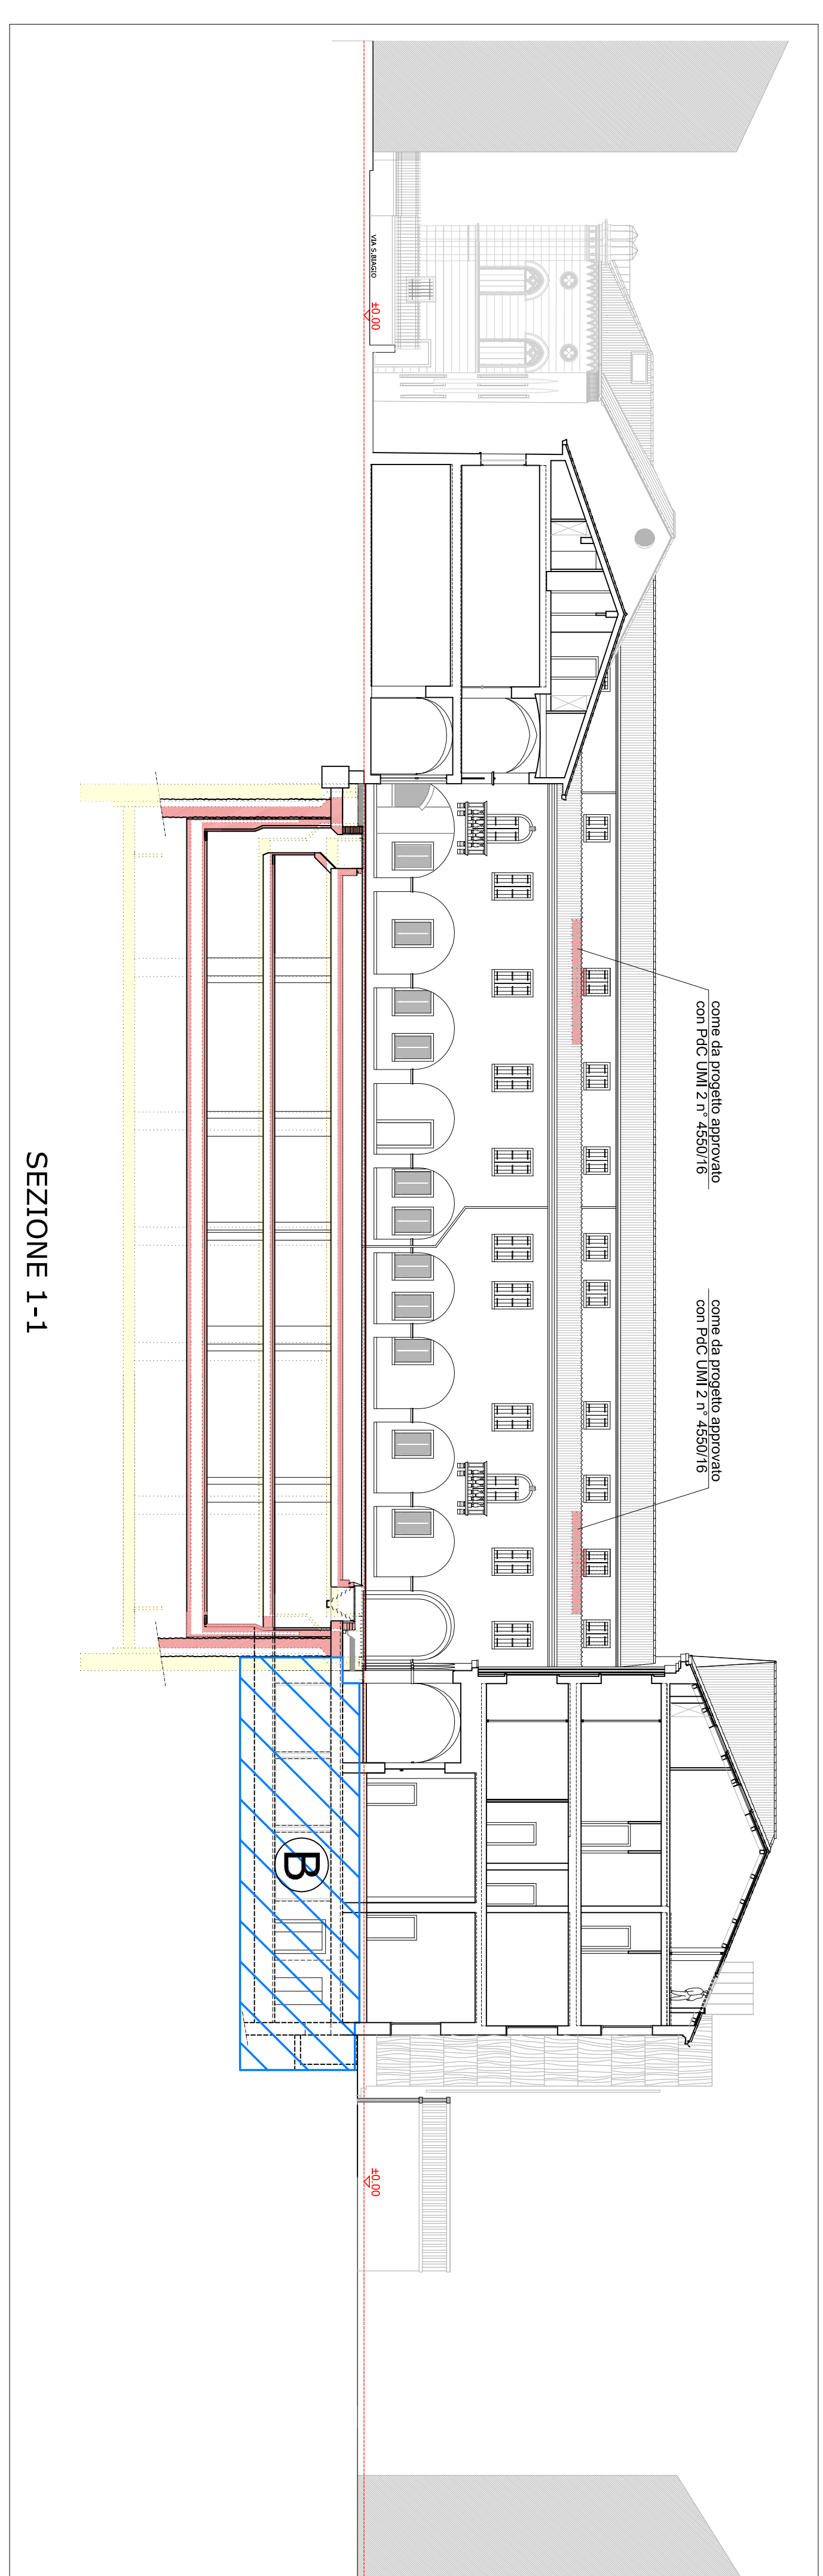 come da progetto approvato
con PdC UMI 2 n° 4550/16
come da progetto approvato
con PdC UMI 2 n° 4550/16
VIA S.BIAGIO
±0.00
±0.00
B
SEZIONE 1-1